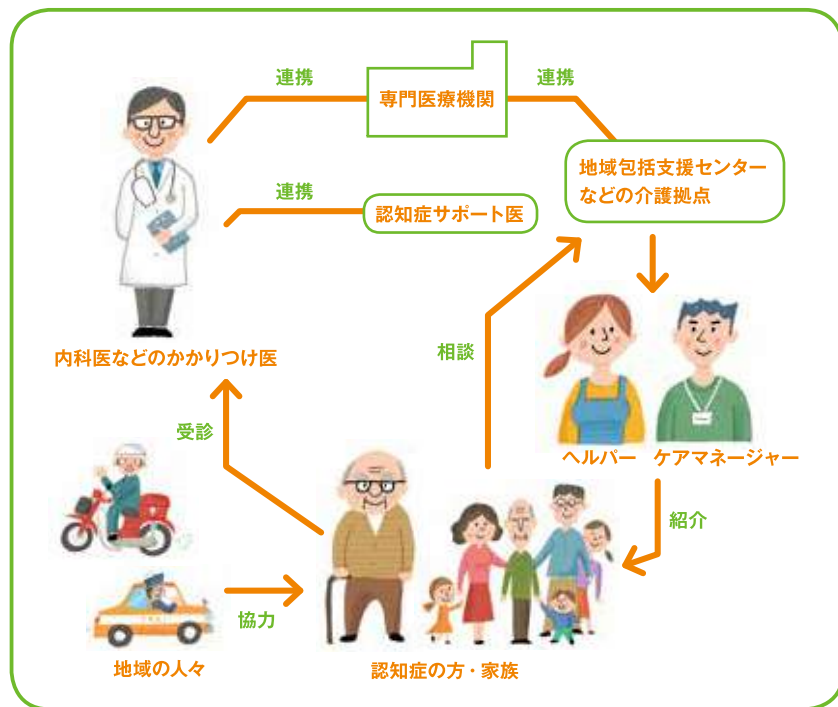 連携
専門医療機関
連携
地域包括支援センター
などの介護拠点
連携
認知症サポート医
内科医などのかかりつけ医
相談
受診
ヘルパー
ケアマネージャー
紹介
協力
地域の人々
認知症の方・家族